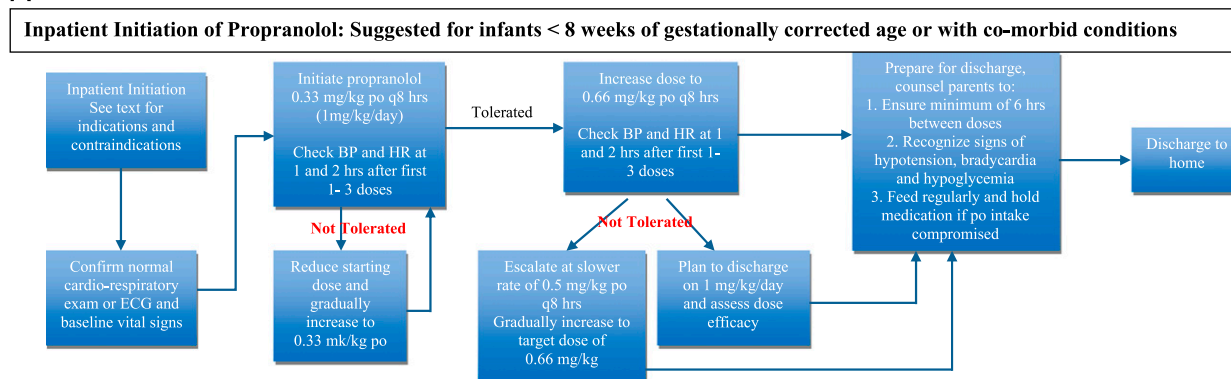 Inpatient Initiation of Propranolol: Suggested for infants < 8 weeks of gestationally corrected age or with co-morbid conditions
Inpatient Initiation
See text for
indications and
contraindications
Confirm normal
cardio-respiratory
exam or ECG and
baseline vital signs
Initiate propranolol
0.33 mg/kg po q8 hrs
(1mg/kg/day)
Check BP and HR at
1 and 2 hrs after first
1- 3 doses
Not Tolerated
Reduce starting
dose and
gradually
increase to
0.33 mk/kg po
Tolerated
Increase dose to
0.66 mg/kg po q8 hrs
Check BP and HR at 1
and 2 hrs after first 1-
3 doses
Not Tolerated
Escalate at slower
rate of 0.5 mg/kg po
q8 hrs
Gradually increase to
target dose of
0.66 mg/kg
Plan to discharge
on 1 mg/kg/day
and assess dose
efficacy
Prepare for discharge,
counsel parents to:
1. Ensure minimum of 6 hrs
between doses
2. Recognize signs of
hypotension, bradycardia
and hypoglycemia
3. Feed regularly and hold
medication if po intake
compromised
Discharge to
home